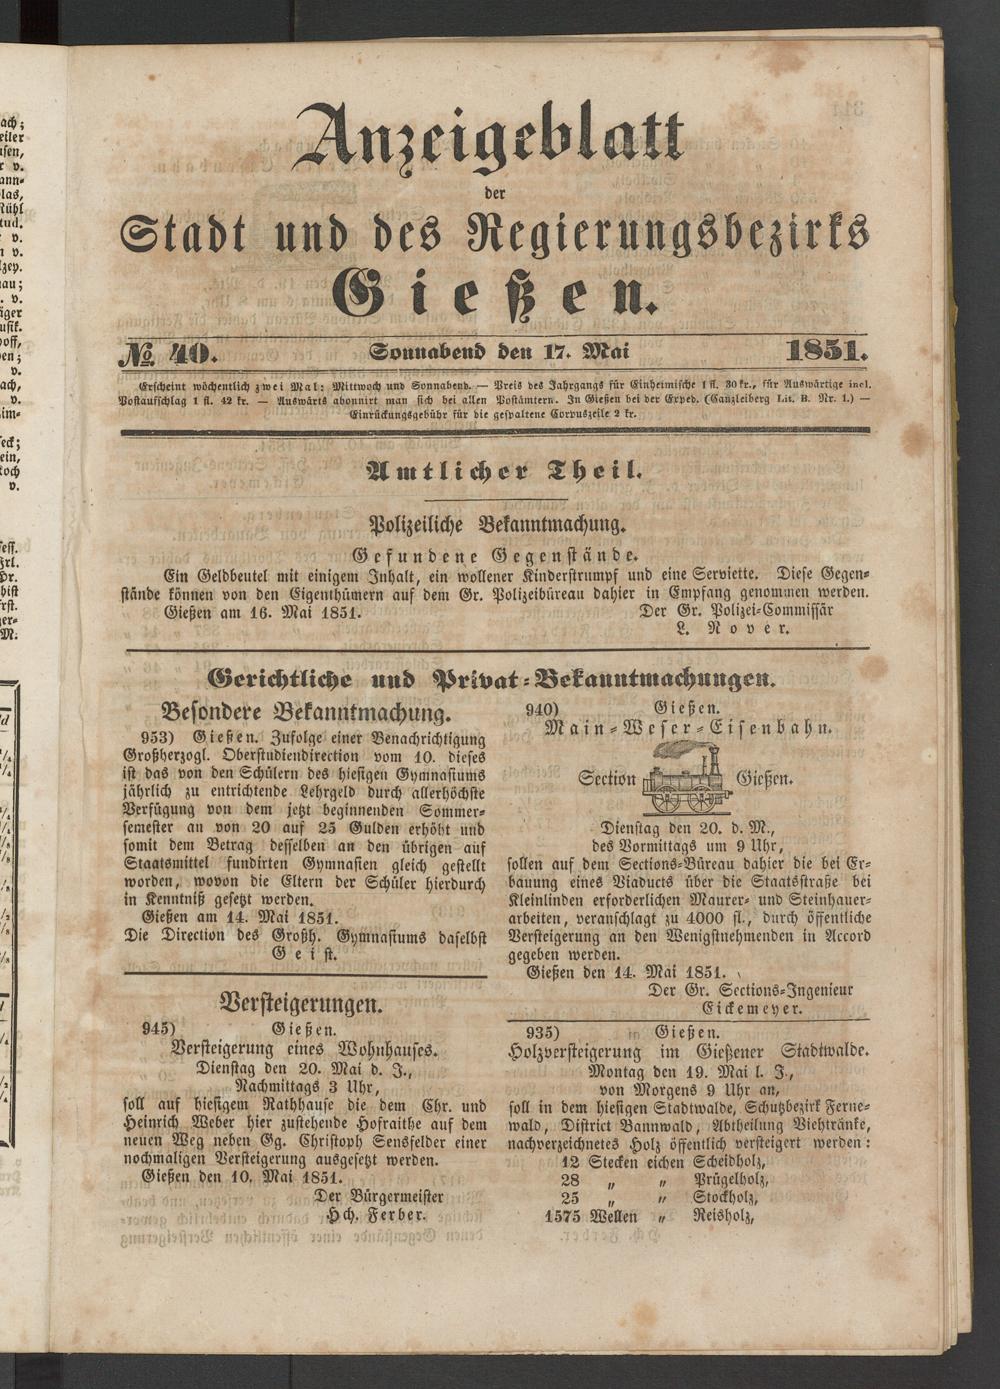 Anzeigeblatt
der
Stadt und des Regierungsbezirks
Gießen.
№. 40. Sonnabend den 17. Mai 1851.
Erscheint wöchentlich zwei Mal: Mittwoch und Sonnabend. — Preis des Jahrgangs für Einheimische 1 fl. 30 kr., für Auswärtige incl.
Postaufschlag 1 fl. 42 kr. — Auswärts abonnirt man sich bei allen Postämtern. In Gießen bei der Exped. (Canzleiberg Lit. B. Nr. 1.) —
Einrückungsgebühr für die gespaltene Corpuszeile 2 kr.
Amtlicher Theil.
Polizeiliche Bekanntmachung.
Gefundene Gegenstände.
Ein Geldbeutel mit einigem Inhalt, ein wollener Kinderstrumpf und eine Serviette. Diese Gegen-
stände können von den Eigenthümern auf dem Gr. Polizeibüreau dahier in Empfang genommen werden.
Gießen am 16. Mai 1851. Der Gr. Polizei-Commissär
L. Nover.
Gerichtliche und Privat-Bekanntmachungen.
Besondere Bekanntmachung.
953) Gießen. Zufolge einer Benachrichtigung
Großherzogl. Oberstudiendirection vom 10. dieses
ist das von den Schülern des hiesigen Gymnasiums
jährlich zu entrichtende Lehrgeld durch allerhöchste
Verfügung von dem jetzt beginnenden Sommer-
semester an von 20 auf 25 Gulden erhöht und
somit dem Betrag desselben an den übrigen auf
Staatsmittel fundirten Gymnasien gleich gestellt
worden, wovon die Eltern der Schüler hierdurch
in Kenntniß gesetzt werden.
Gießen am 14. Mai 1851.
Die Direction des Großh. Gymnasiums daselbst
Geist.
Versteigerungen.
945) Gießen.
Versteigerung eines Wohnhauses.
Dienstag den 20. Mai d. J.,
Nachmittags 3 Uhr,
soll auf hiesigem Rathhause die dem Chr. und
Heinrich Weber hier zustehende Hofraithe auf dem
neuen Weg neben Gg. Christoph Sensfelder einer
nochmaligen Versteigerung ausgesetzt werden.
Gießen den 10. Mai 1851.
Der Bürgermeister
Hch. Ferber.
940) Gießen.
Main-Weser-Eisenbahn.
Section Gießen.
Dienstag den 20. d. M.,
des Vormittags um 9 Uhr,
sollen auf dem Sections-Büreau dahier die bei Er-
bauung eines Viaducts über die Staatsstraße bei
Kleinlinden erforderlichen Maurer- und Steinhauer-
arbeiten, veranschlagt zu 4000 fl., durch öffentliche
Versteigerung an den Wenigstnehmenden in Accord
gegeben werden.
Gießen den 14. Mai 1851.
Der Gr. Sections-Ingenieur
Eickemeyer.
935) Gießen.
Holzversteigerung im Gießener Stadtwalde.
Montag den 19. Mai l. J.,
von Morgens 9 Uhr an,
soll in dem hiesigen Stadtwalde, Schutzbezirk Ferne-
wald, District Bannwald, Abtheilung Viehtränke,
nachverzeichnetes Holz öffentlich versteigert werden:
12 Stecken eichen Scheidholz,
28 „ „ Prügelholz,
25 „ „ Stockholz,
1575 Wellen „ Reisholz,